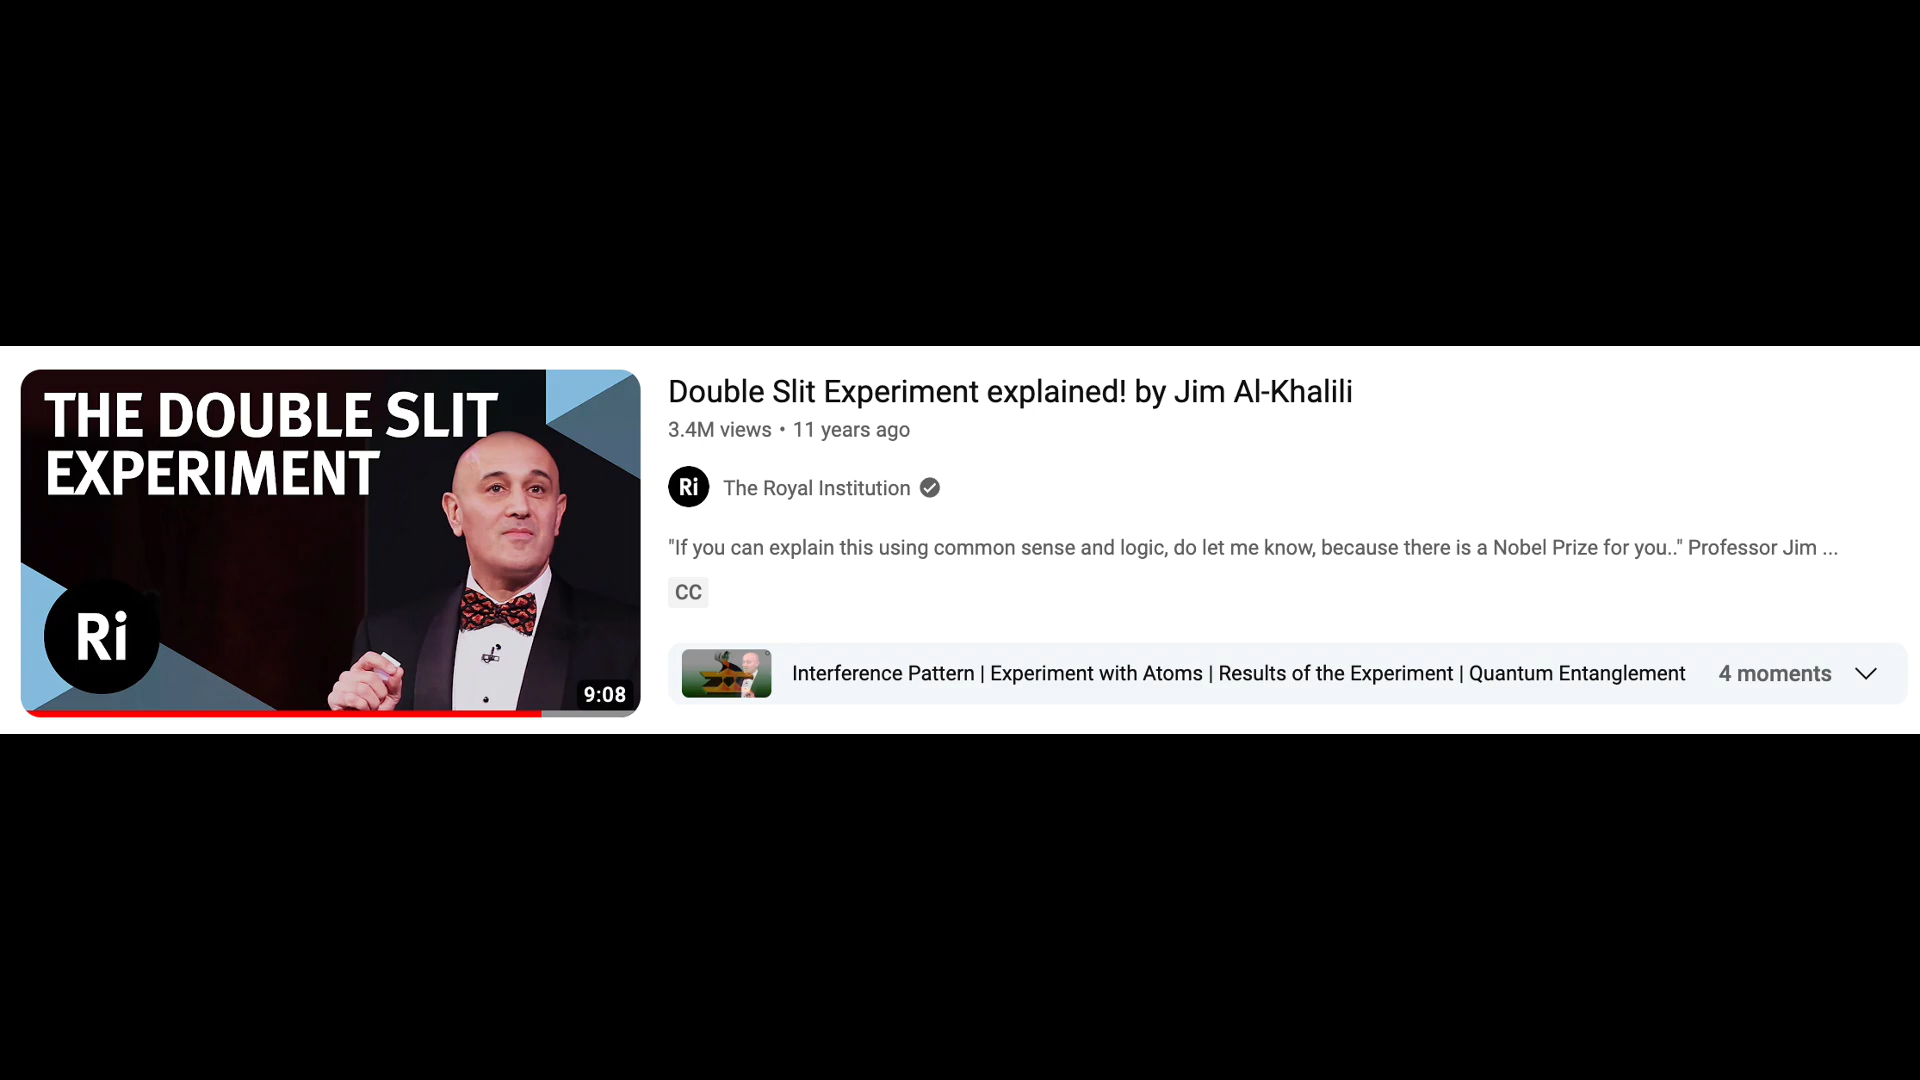 THE DOUBLE SLIT
EXPERIMENT
Ri
9:08
Double Slit Experiment explained! by Jim Al-Khalili
3.4M views • 11 years ago
Ri The Royal Institution
"If you can explain this using common sense and logic, do let me know, because there is a Nobel Prize for you.." Professor Jim ...
CC
Interference Pattern | Experiment with Atoms | Results of the Experiment | Quantum Entanglement 4 moments